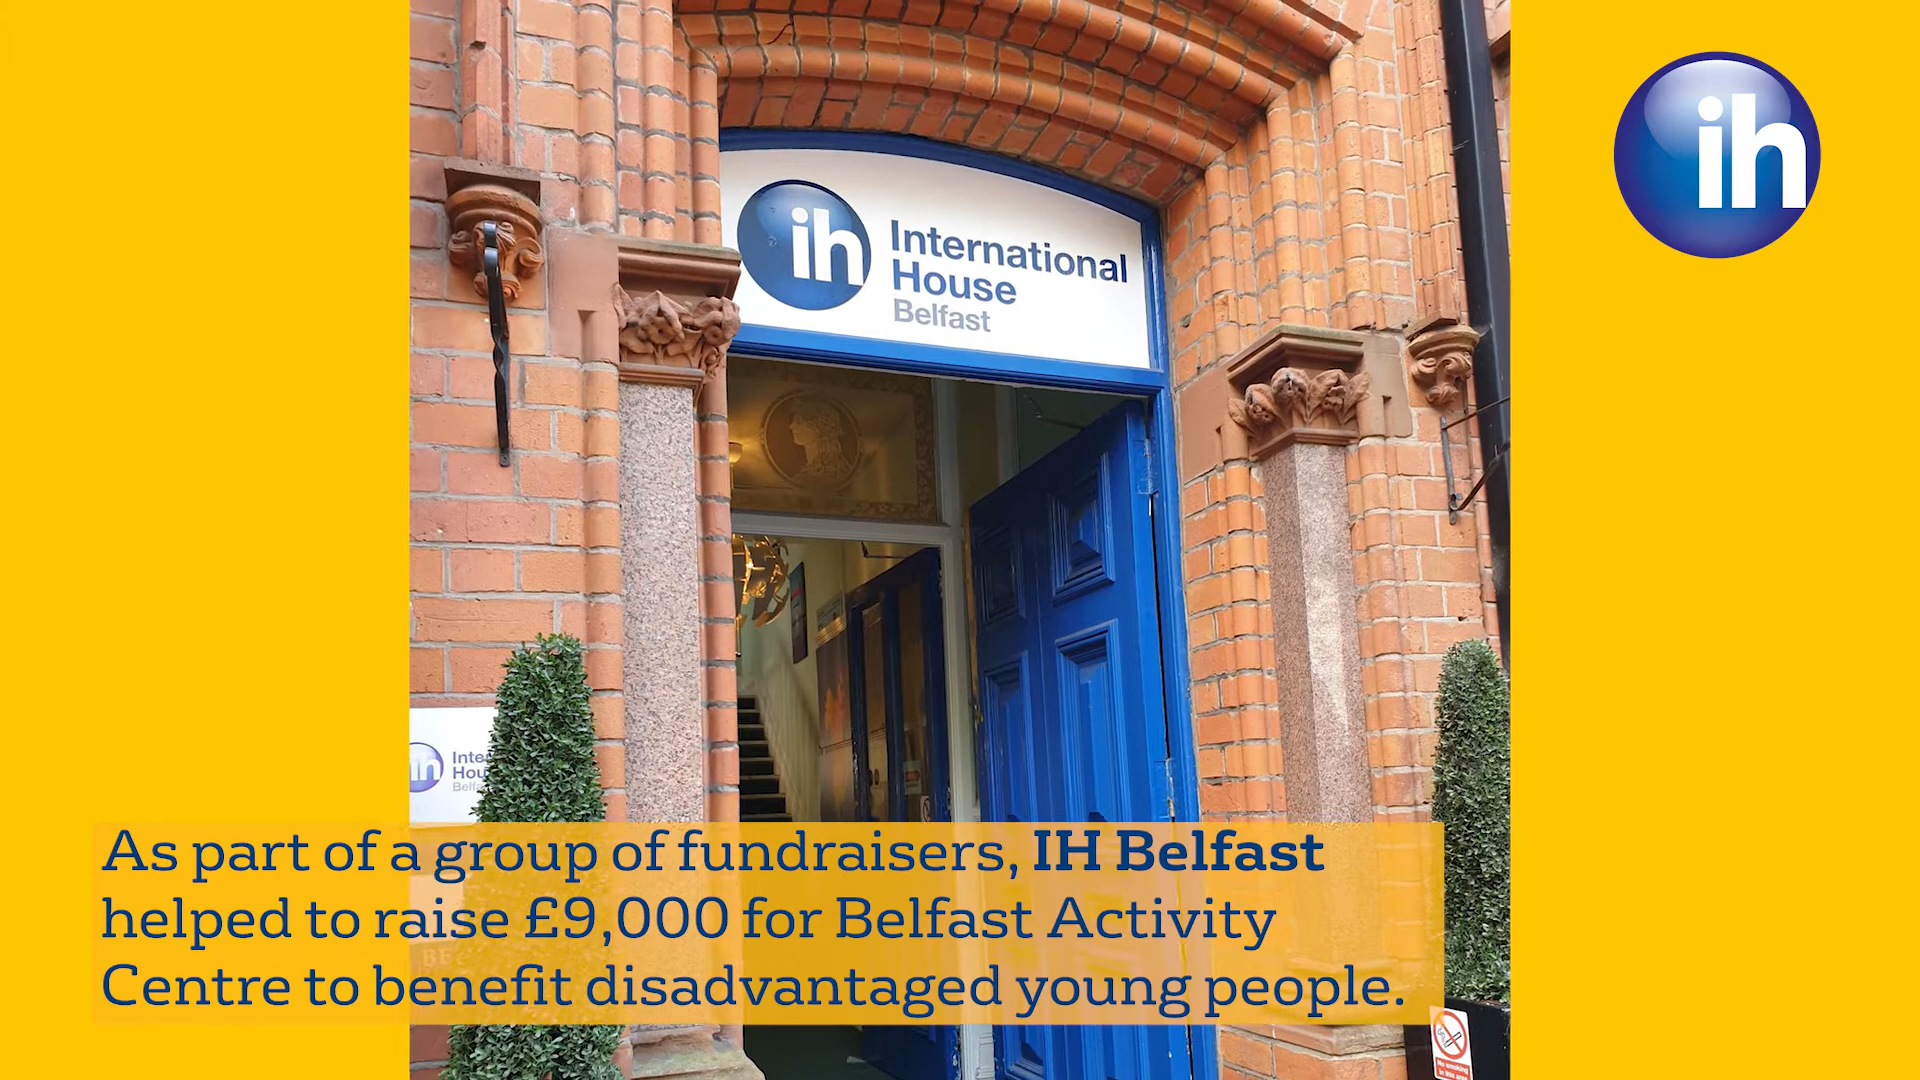 ih
ih International
House
Belfast
ih
As part of a group of fundraisers, IH Belfast
helped to raise £9,000 for Belfast Activity
Centre to benefit disadvantaged young people.